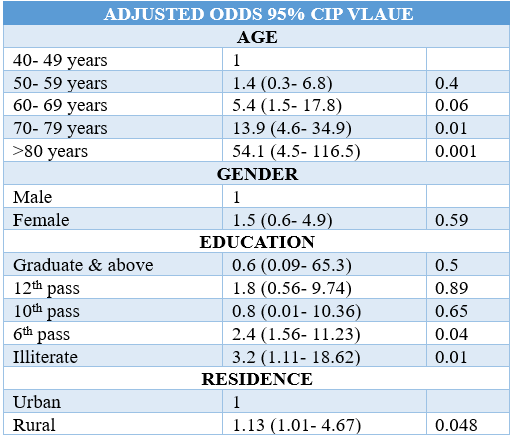 ADJUSTED ODDS 95% CIP VLAUE
AGE
40- 49 years 1
50- 59 years 1.4 (0.3- 6.8) 0.4
60- 69 years 5.4 (1.5- 17.8) 0.06
70- 79 years 13.9 (4.6- 34.9) 0.01
>80 years 54.1 (4.5- 116.5) 0.001
GENDER
Male 1
Female 1.5 (0.6- 4.9) 0.59
EDUCATION
Graduate & above 0.6 (0.09- 65.3) 0.5
12th pass 1.8 (0.56- 9.74) 0.89
10th pass 0.8 (0.01- 10.36) 0.65
6th pass 2.4 (1.56- 11.23) 0.04
Illiterate 3.2 (1.11- 18.62) 0.01
RESIDENCE
Urban 1
Rural 1.13 (1.01- 4.67) 0.048